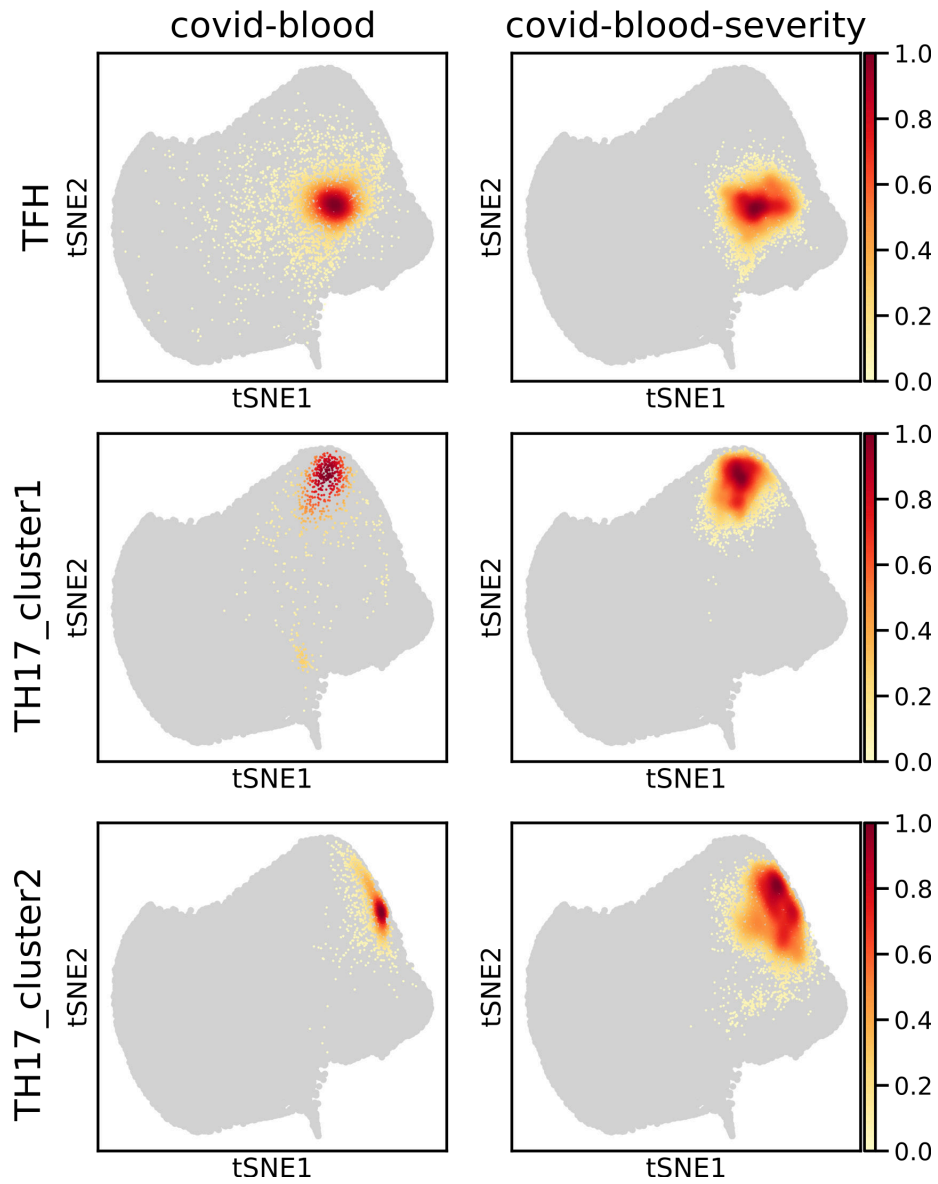 covid-blood
covid-blood-severity
TFH
tSNE2
tSNE1
tSNE2
tSNE1
1.0
0.8
0.6
0.4
0.2
0.0
TH17_cluster1
tSNE2
tSNE1
tSNE2
tSNE1
1.0
0.8
0.6
0.4
0.2
0.0
TH17_cluster2
tSNE2
tSNE1
tSNE2
tSNE1
1.0
0.8
0.6
0.4
0.2
0.0